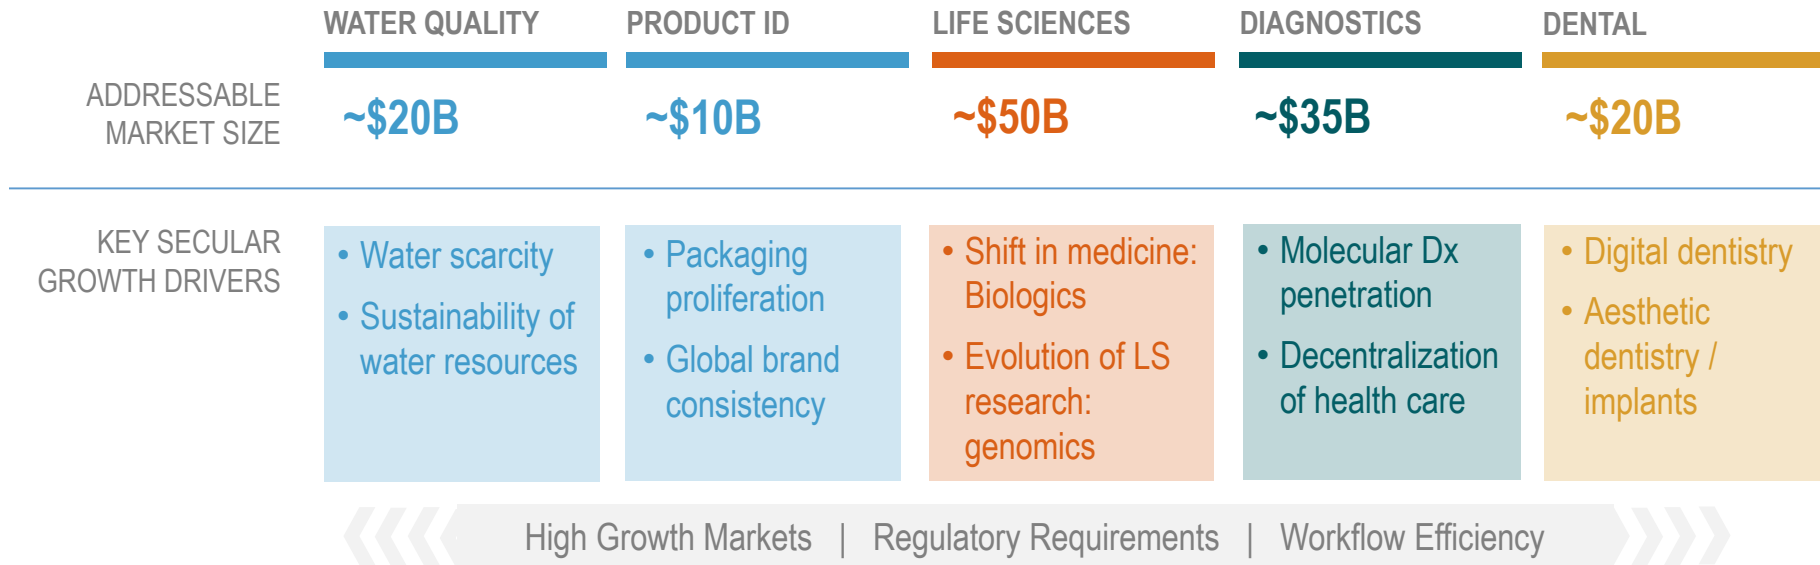 WATER QUALITY
PRODUCT ID
LIFE SCIENCES
DIAGNOSTICS
DENTAL
ADDRESSABLE
MARKET SIZE
~$20B
~$10B
~$50B
~$35B
~$20B
KEY SECULAR
GROWTH DRIVERS
• Water scarcity
• Sustainability of
water resources
• Packaging
proliferation
• Global brand
consistency
• Shift in medicine:
Biologics
• Evolution of LS
research:
genomics
• Molecular Dx
penetration
• Decentralization
of health care
• Digital dentistry
• Aesthetic
dentistry /
implants
High Growth Markets | Regulatory Requirements | Workflow Efficiency